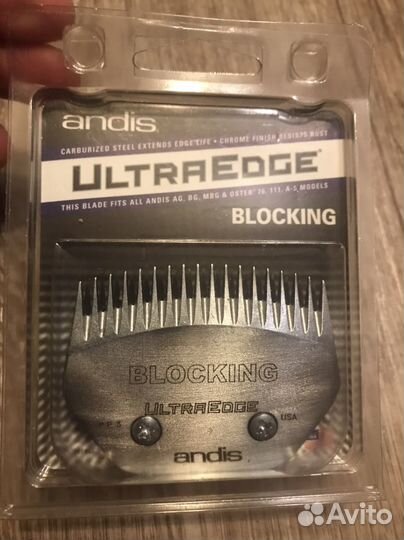 andis
CARBURIZED STEEL EXTENDS EDGE LIFE • CHROME FINISH RESISTS RUST
ULTRAEDGE®
THIS BLADE FITS ALL ANDIS AG, BG, MBG & OSTER® 76, 111, A-5 MODELS
BLOCKING
BLOCKING
ULTRAEDGE
USA
andis
Avito